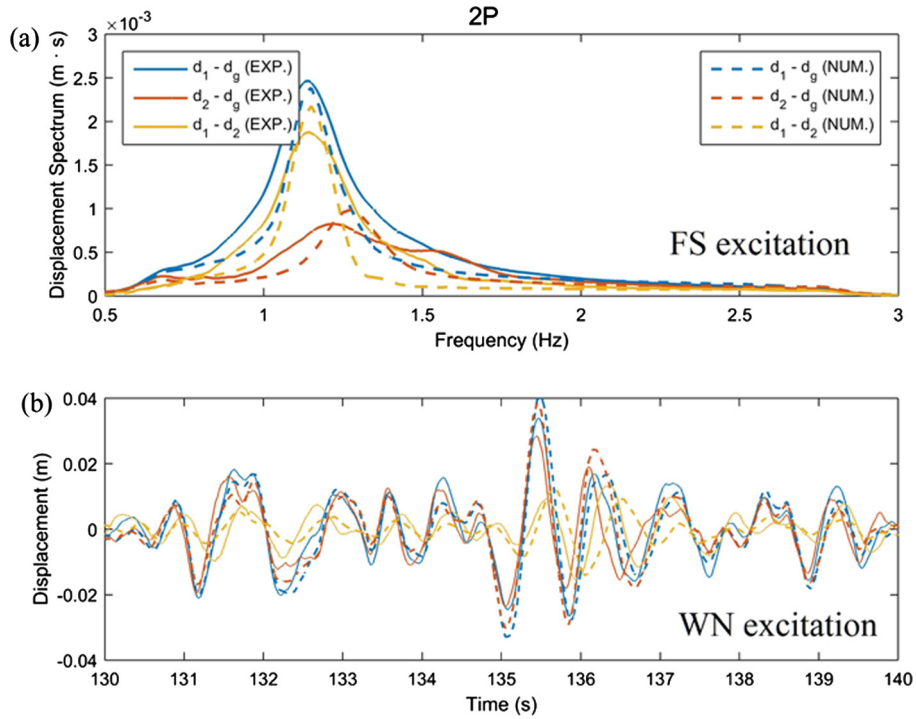 2P
(a)
×10⁻³
3
2.5
2
1.5
1
0.5
0
Displacement Spectrum (m · s)
d₁ - d_g (EXP.)
d₂ - d_g (EXP.)
d₁ - d₂ (EXP.)
d₁ - d_g (NUM.)
d₂ - d_g (NUM.)
d₁ - d₂ (NUM.)
FS excitation
0.5 1 1.5 2 2.5 3
Frequency (Hz)
(b)
0.04
0.02
0
-0.02
-0.04
Displacement (m)
WN excitation
130 131 132 133 134 135 136 137 138 139 140
Time (s)